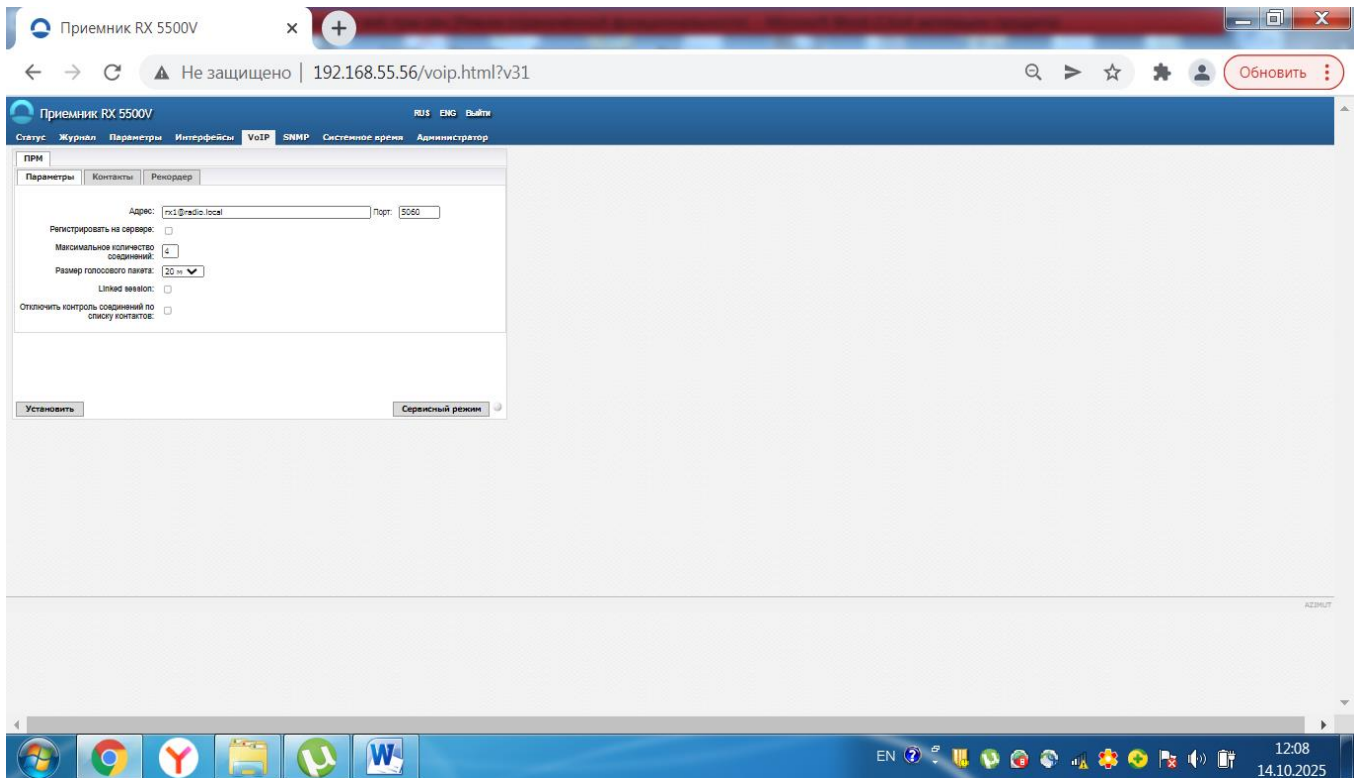 Приемник RX 5500V
Не защищено | 192.168.55.56/voip.html?v31
Обновить
Приемник RX 5500V RUS ENG Выйти
Статус Журнал Параметры Интерфейсы VoIP SNMP Системное время Администратор
ПРМ
Параметры Контакты Рекордер
Адрес: rx1@radio.local Порт: 5060
Регистрировать на сервере:
Максимальное количество
соединений: 4
Размер голосового пакета: 20 м
Linked session:
Отключить контроль соединений по
списку контактов:
Установить Сервисный режим
AZIMUT
EN
12:08
14.10.2025